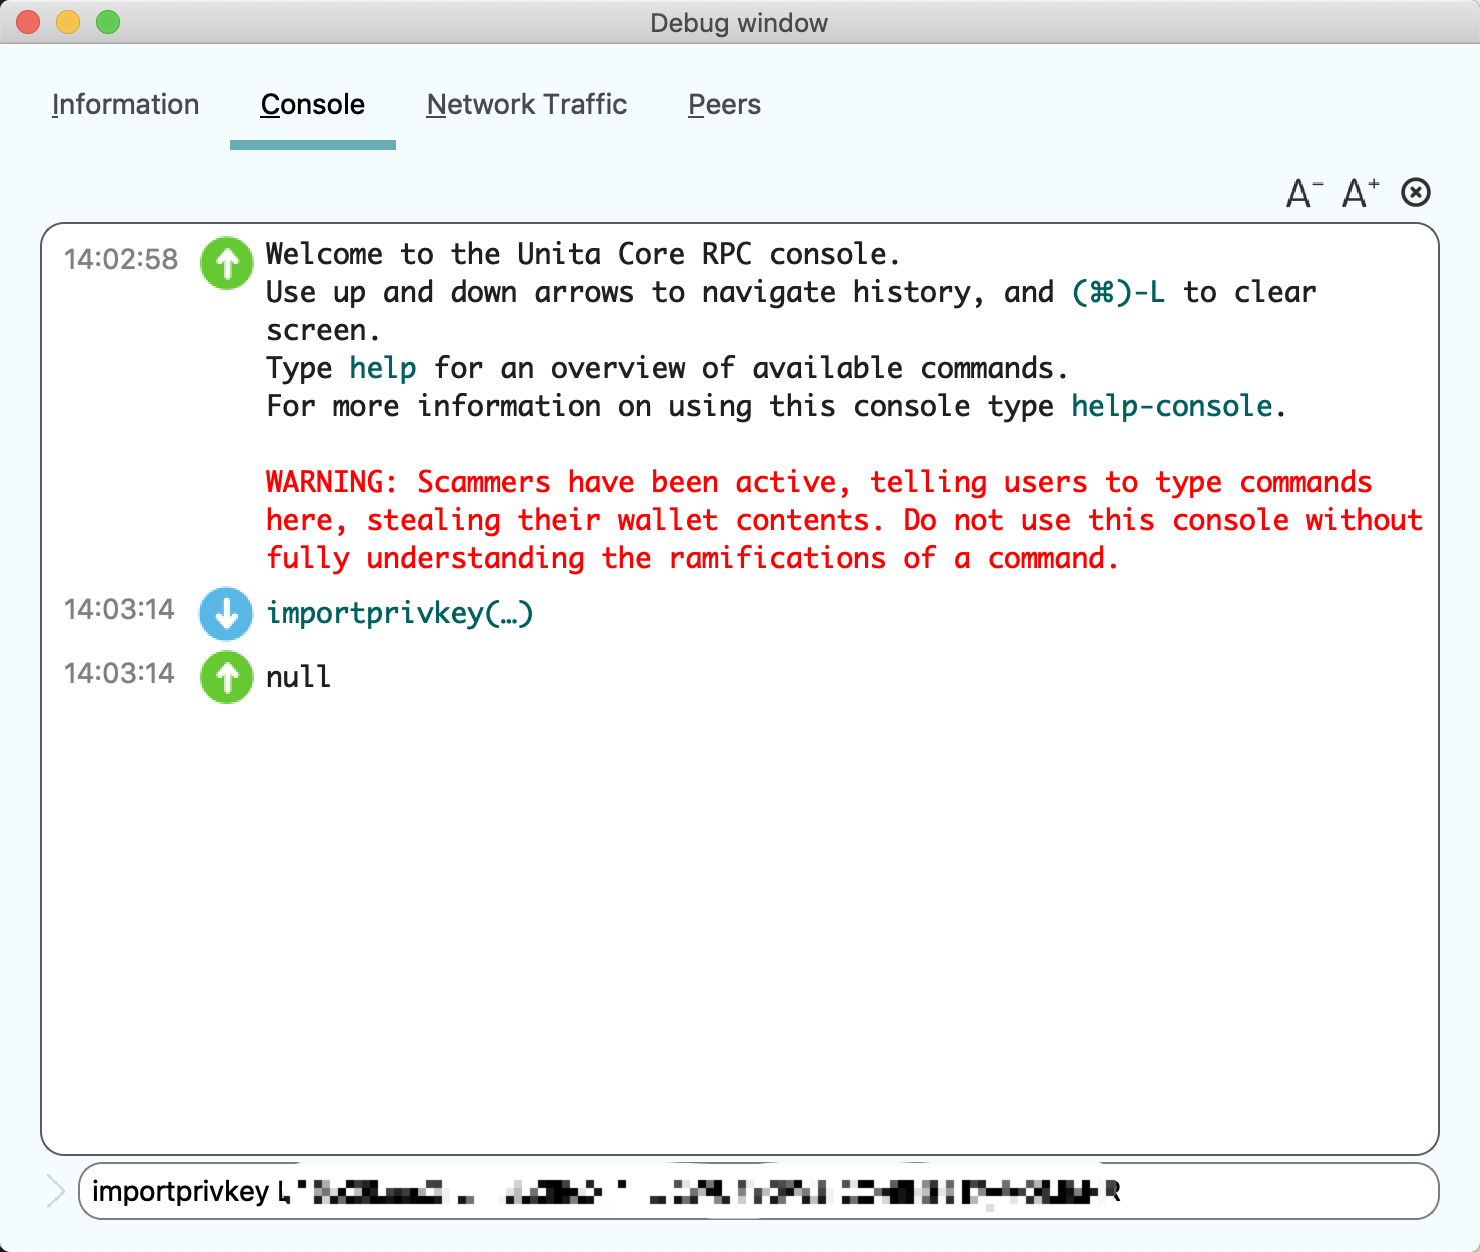 Debug window
Information Console Network Traffic Peers
A⁻ A⁺
14:02:58 Welcome to the Unita Core RPC console.
Use up and down arrows to navigate history, and (⌘)-L to clear
screen.
Type help for an overview of available commands.
For more information on using this console type help-console.
WARNING: Scammers have been active, telling users to type commands
here, stealing their wallet contents. Do not use this console without
fully understanding the ramifications of a command.
14:03:14 importprivkey(…)
14:03:14 null
importprivkey